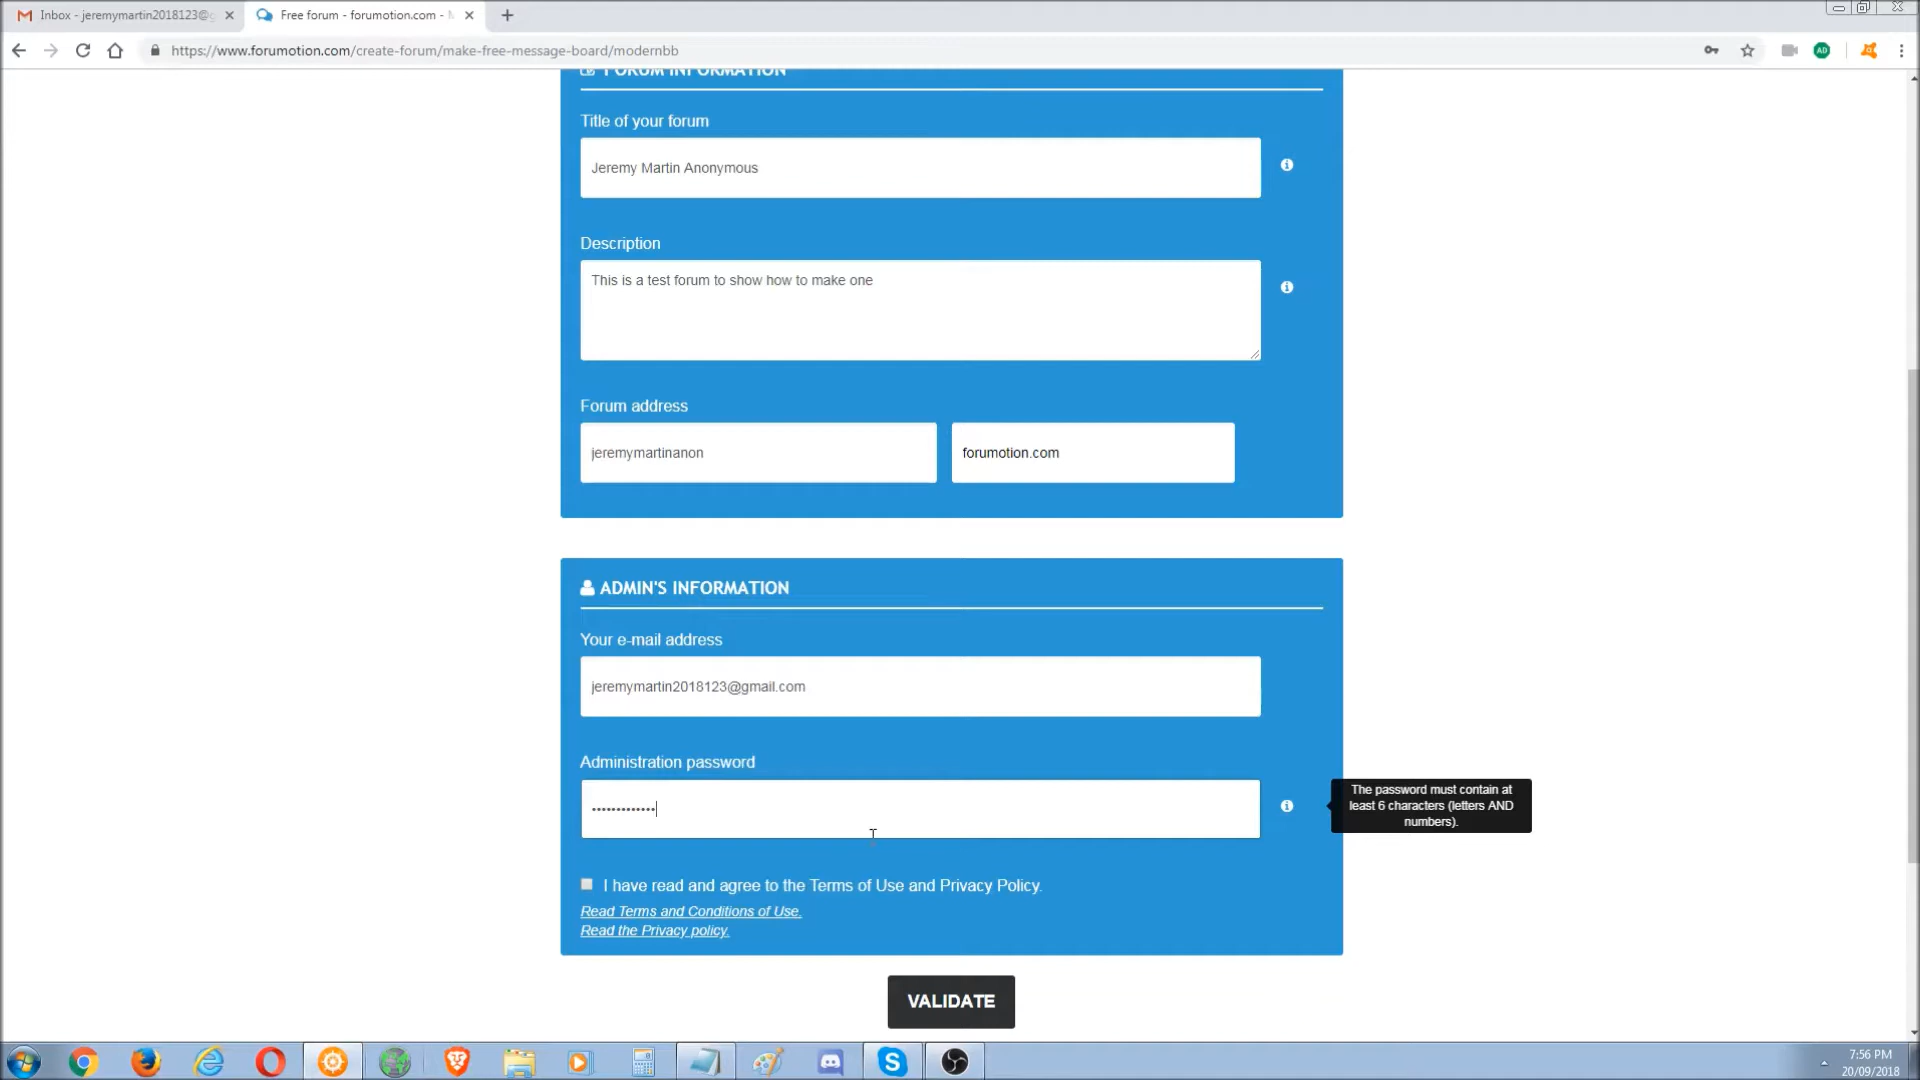 Inbox - jeremymartin2018123@g
Free forum - forumotion.com -
https://www.forumotion.com/create-forum/make-free-message-board/modernbb
FORUM INFORMATION
Title of your forum
Jeremy Martin Anonymous
Description
This is a test forum to show how to make one
Forum address
jeremymartinanon
forumotion.com
ADMIN'S INFORMATION
Your e-mail address
jeremymartin2018123@gmail.com
Administration password
•••••••••••••
The password must contain at
least 6 characters (letters AND
numbers).
I have read and agree to the Terms of Use and Privacy Policy.
Read Terms and Conditions of Use.
Read the Privacy policy.
VALIDATE
7:56 PM
20/09/2018